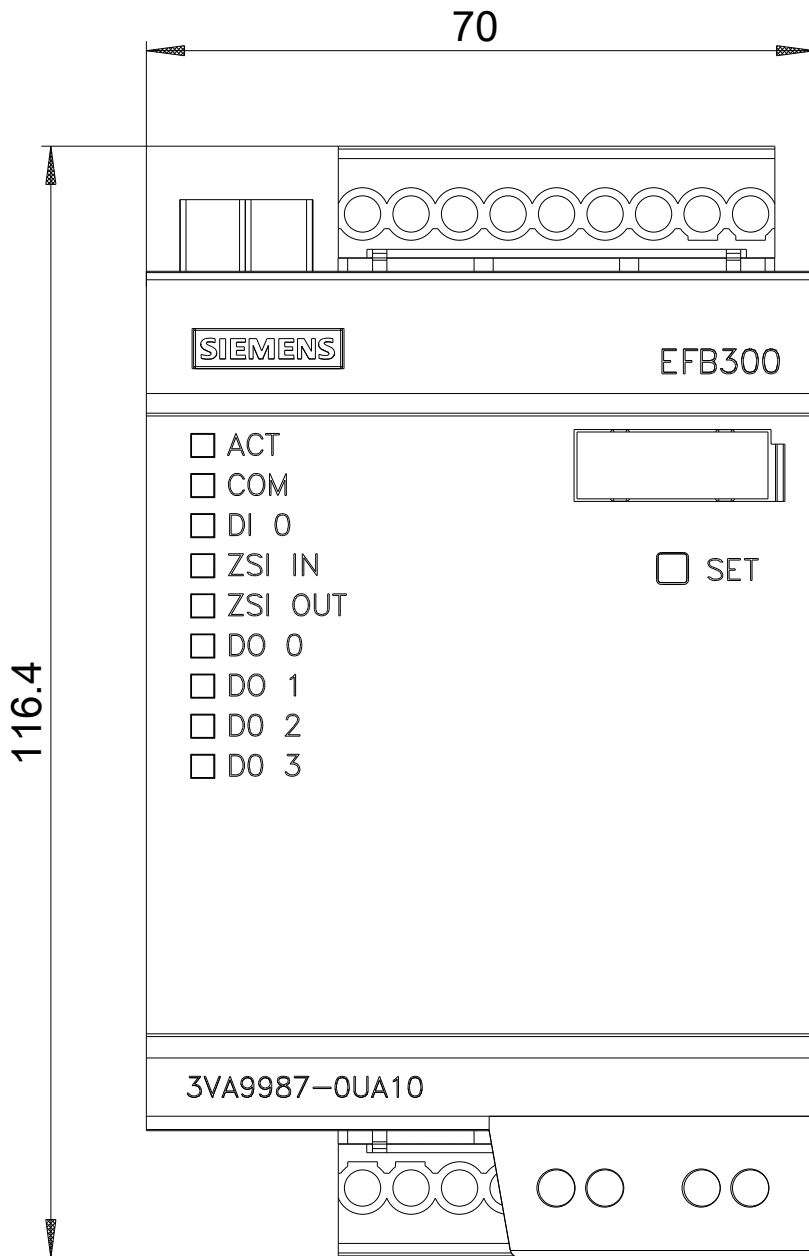 70
116.4
SIEMENS
EFB300
ACT
COM
DI 0
ZSI IN
ZSI OUT
DO 0
DO 1
DO 2
DO 3
SET
3VA9987-0UA10